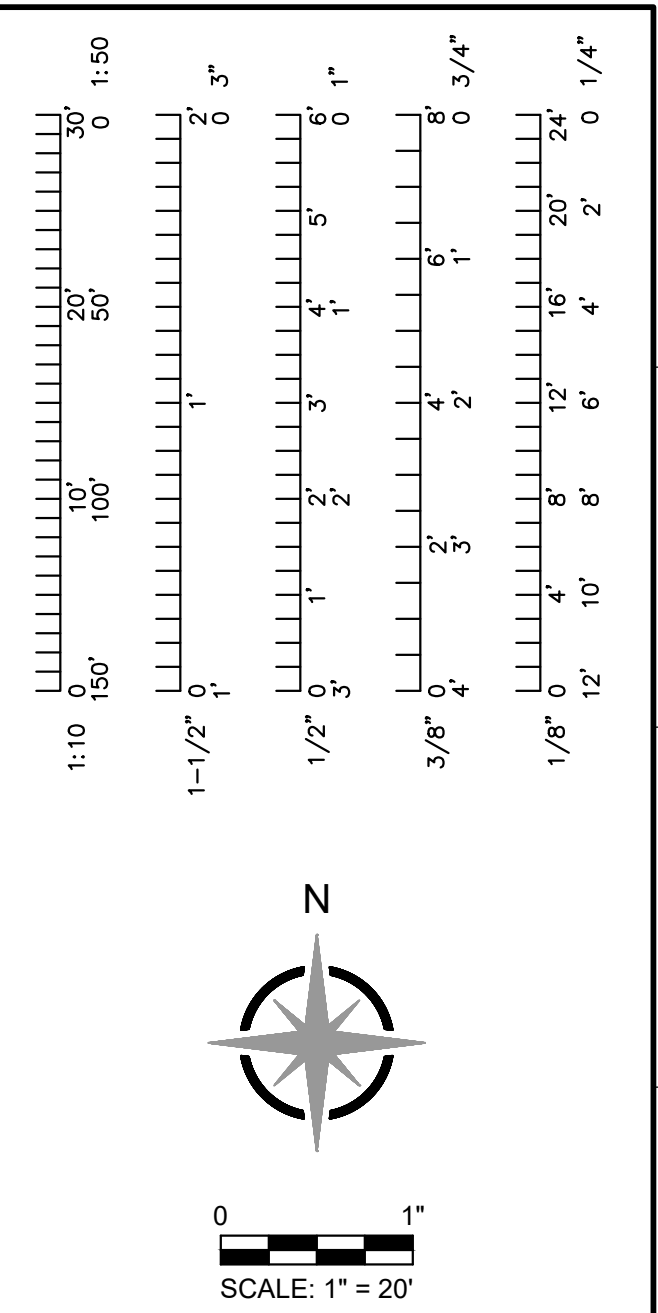 1:10 0 10' 20' 30'
150' 100' 50' 0 1:50
1-1/2" 0 1' 2'
1' 0 3"
1/2" 0 1' 2' 3' 4' 5' 6'
3' 2' 1' 0 1"
3/8" 0 2' 4' 6' 8'
4' 3' 2' 1' 0 3/4"
1/8" 0 4' 8' 12' 16' 20' 24'
12' 10' 8' 6' 4' 2' 0 1/4"
N
0 1"
SCALE: 1" = 20'